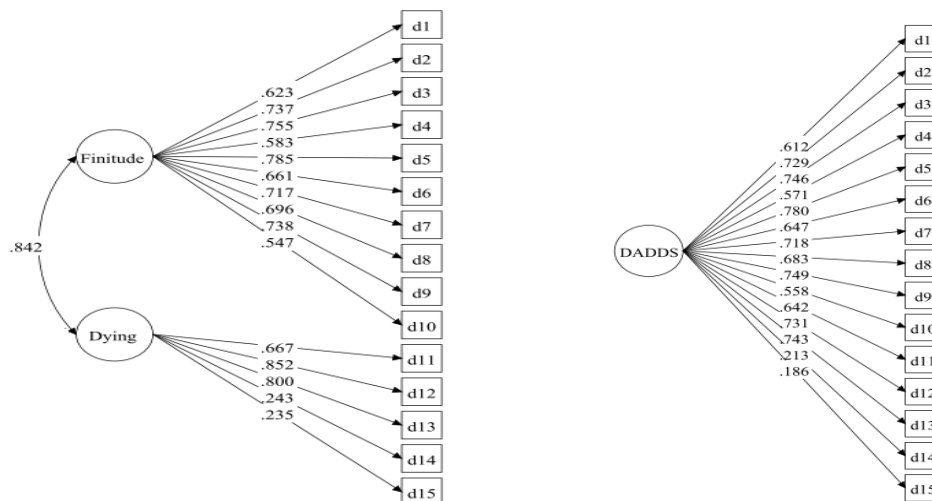 d1
d2
d3
d4
d5
d6
d7
d8
d9
d10
d11
d12
d13
d14
d15
.623
.737
.755
.583
.785
.661
.717
.696
.738
.547
.667
.852
.800
.243
.235
Finitude
.842
Dying
d1
d2
d3
d4
d5
d6
d7
d8
d9
d10
d11
d12
d13
d14
d15
.612
.729
.746
.571
.780
.647
.718
.683
.749
.558
.642
.731
.743
.213
.186
DADDS